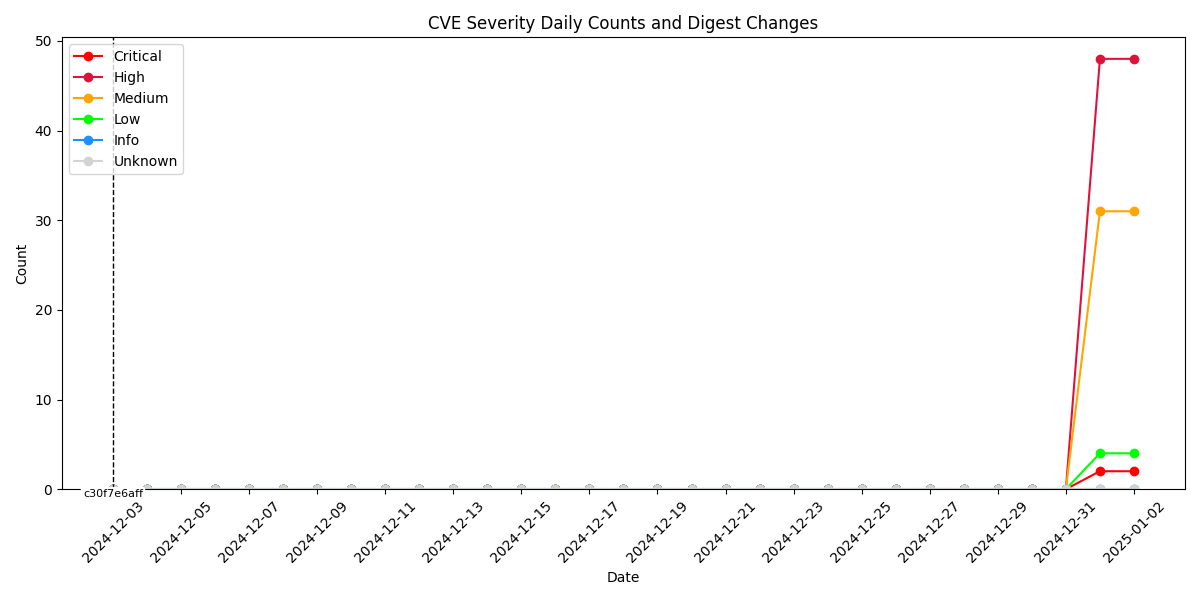 CVE Severity Daily Counts and Digest Changes
50
40
30
20
10
0
Count
Critical
High
Medium
Low
Info
Unknown
c30f7e6aff
2024-12-03
2024-12-05
2024-12-07
2024-12-09
2024-12-11
2024-12-13
2024-12-15
2024-12-17
2024-12-19
2024-12-21
2024-12-23
2024-12-25
2024-12-27
2024-12-29
2024-12-31
2025-01-02
Date